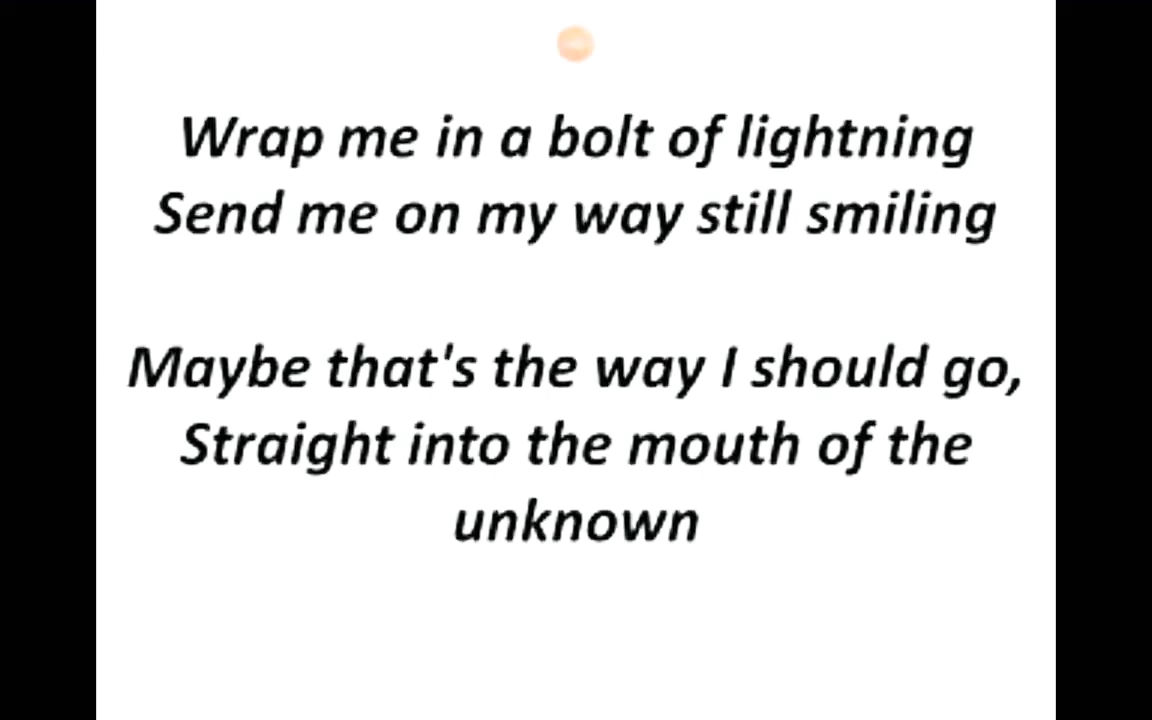 Wrap me in a bolt of lightning
Send me on my way still smiling
Maybe that's the way I should go,
Straight into the mouth of the
unknown